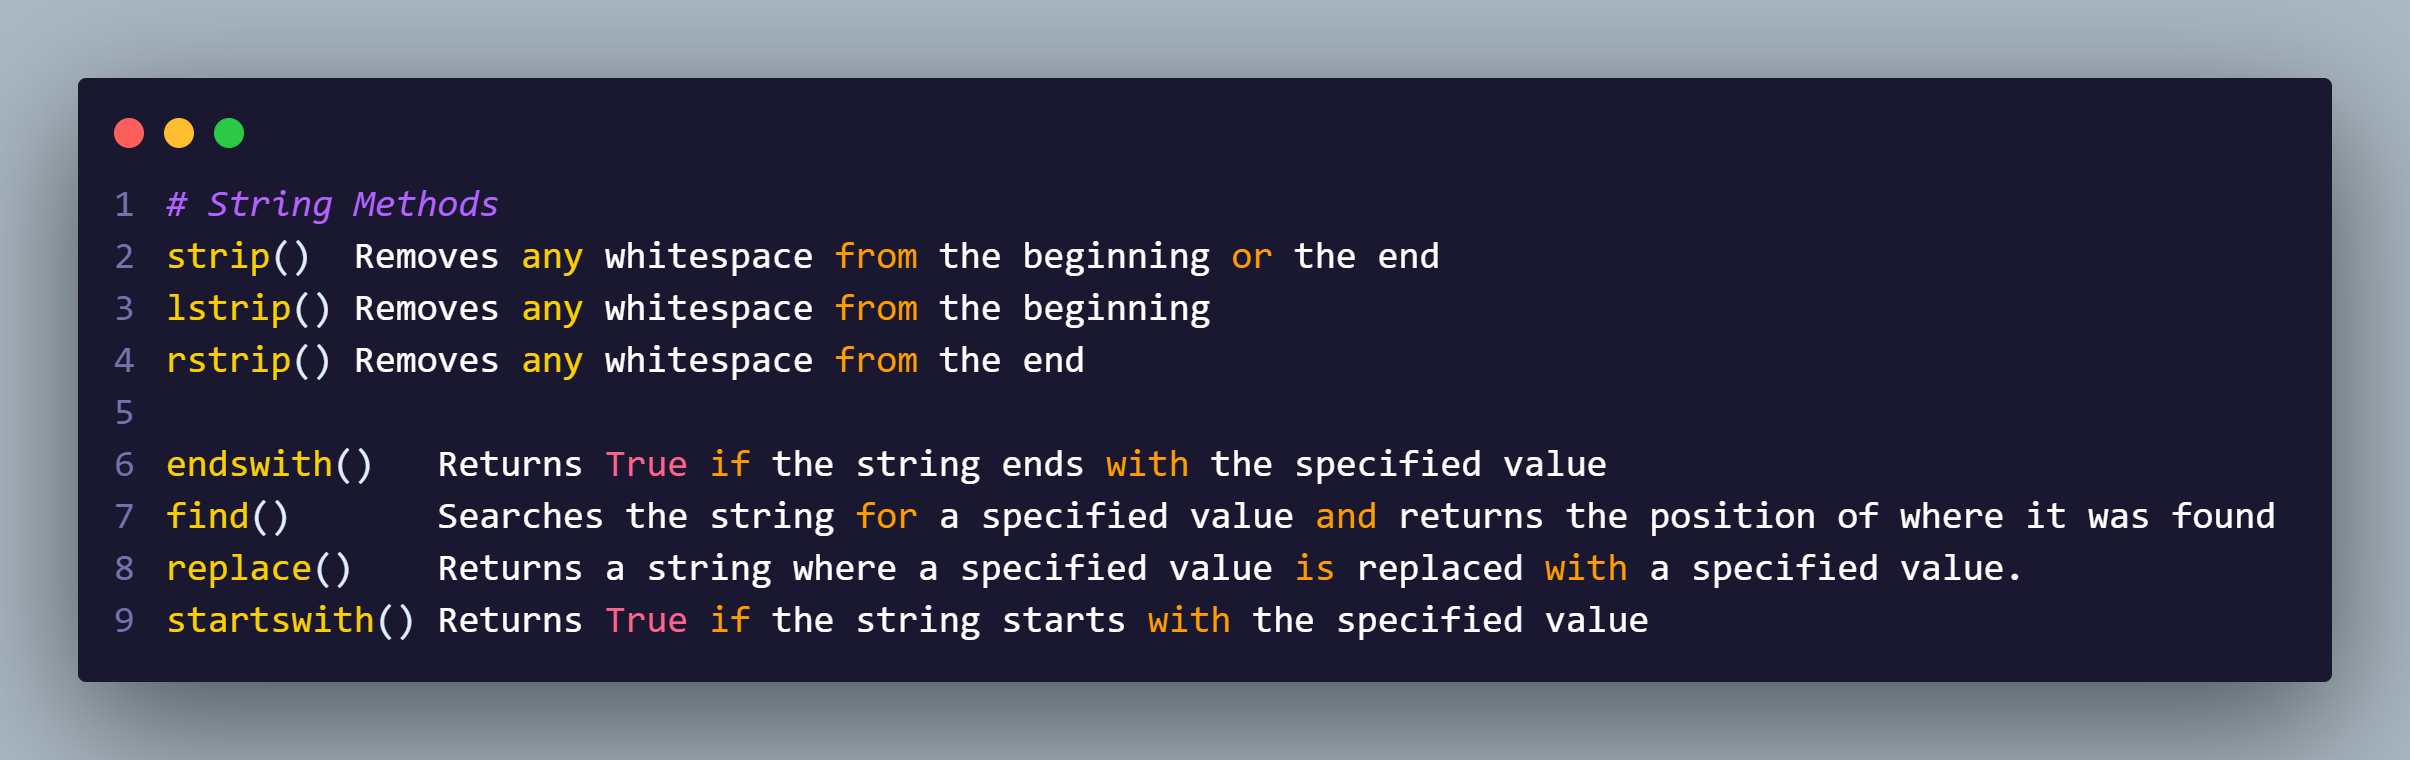 1 # String Methods
2 strip()  Removes any whitespace from the beginning or the end
3 lstrip() Removes any whitespace from the beginning
4 rstrip() Removes any whitespace from the end
5
6 endswith()   Returns True if the string ends with the specified value
7 find()       Searches the string for a specified value and returns the position of where it was found
8 replace()    Returns a string where a specified value is replaced with a specified value.
9 startswith() Returns True if the string starts with the specified value